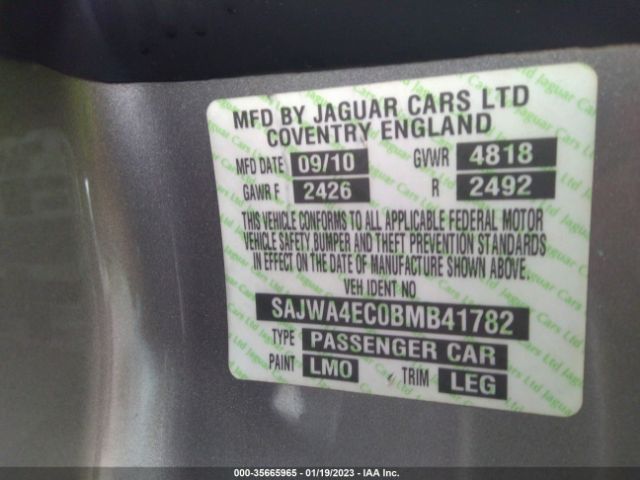 MFD BY JAGUAR CARS LTD
COVENTRY ENGLAND
MFD DATE 09/10 GVWR 4818
GAWR F 2426 R 2492
THIS VEHICLE CONFORMS TO ALL APPLICABLE FEDERAL MOTOR
VEHICLE SAFETY,BUMPER AND THEFT PREVENTION STANDARDS
IN EFFECT ON THE DATE OF MANUFACTURE SHOWN ABOVE.
VEH IDENT NO
SAJWA4EC0BMB41782
TYPE PASSENGER CAR
PAINT LMO TRIM LEG
000-35665965 - 01/19/2023 - IAA Inc.